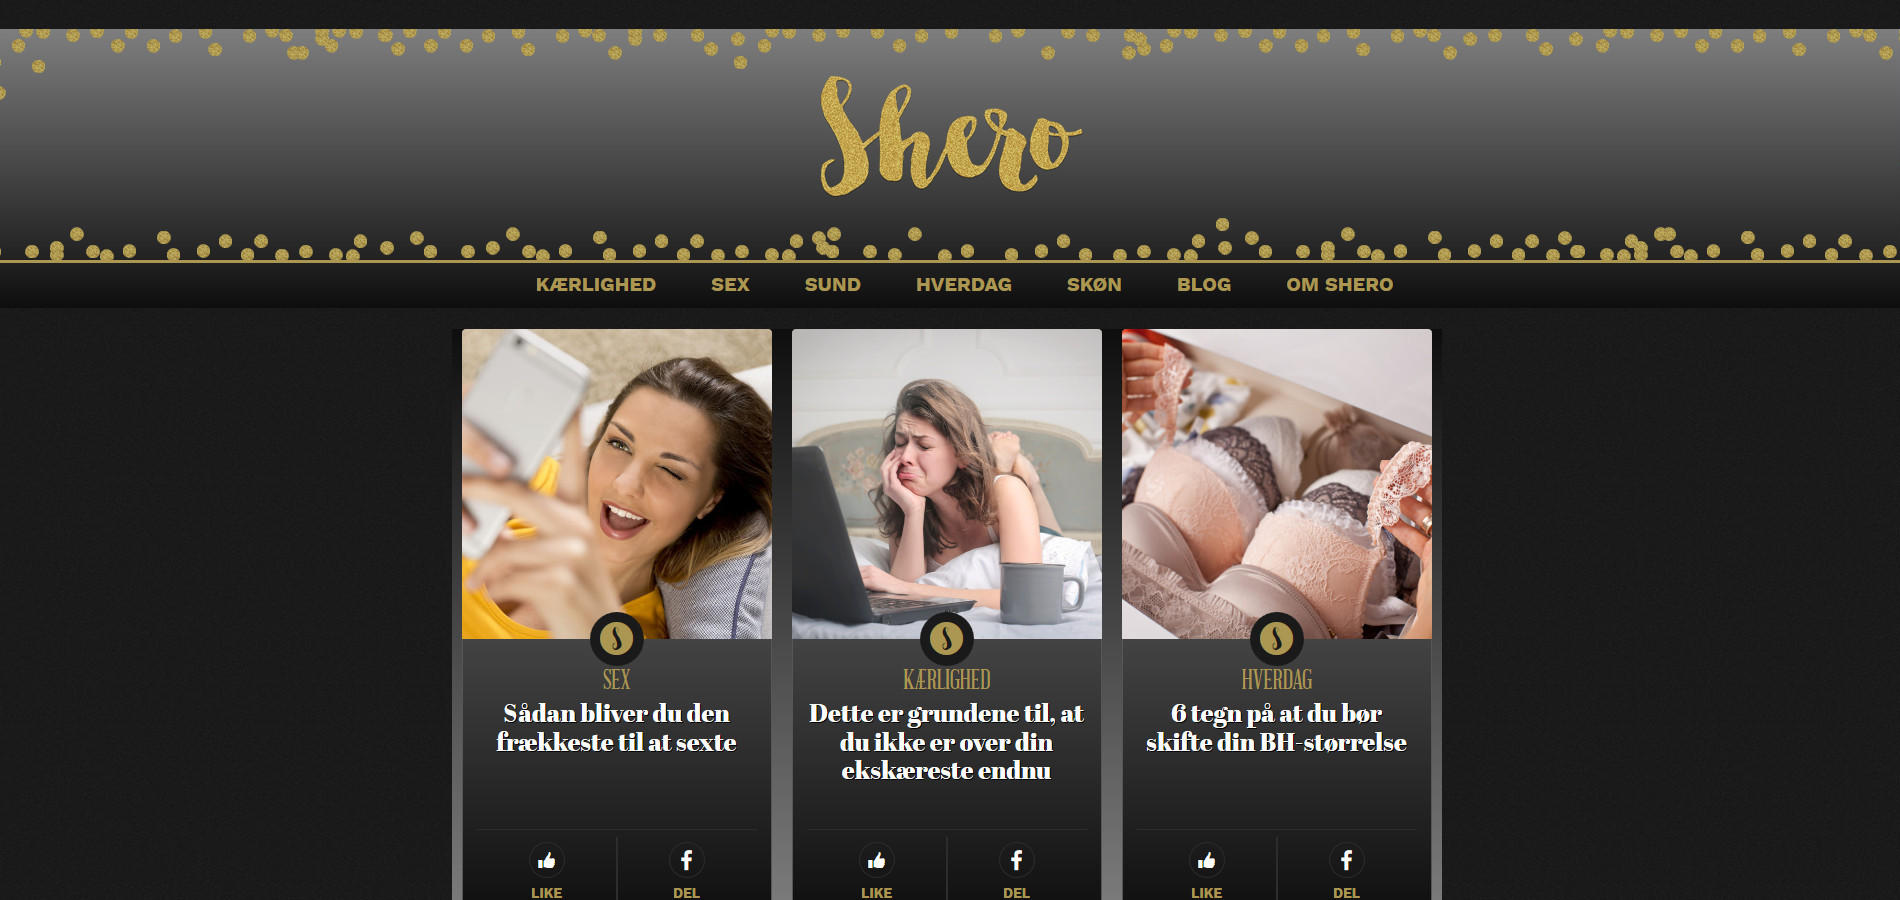 Shero
KÆRLIGHED SEX SUND HVERDAG SKØN BLOG OM SHERO
S
SEX
Sådan bliver du den
frækkeste til at sexte
LIKE DEL
S
KÆRLIGHED
Dette er grundene til, at
du ikke er over din
ekskæreste endnu
LIKE DEL
S
HVERDAG
6 tegn på at du bør
skifte din BH-størrelse
LIKE DEL